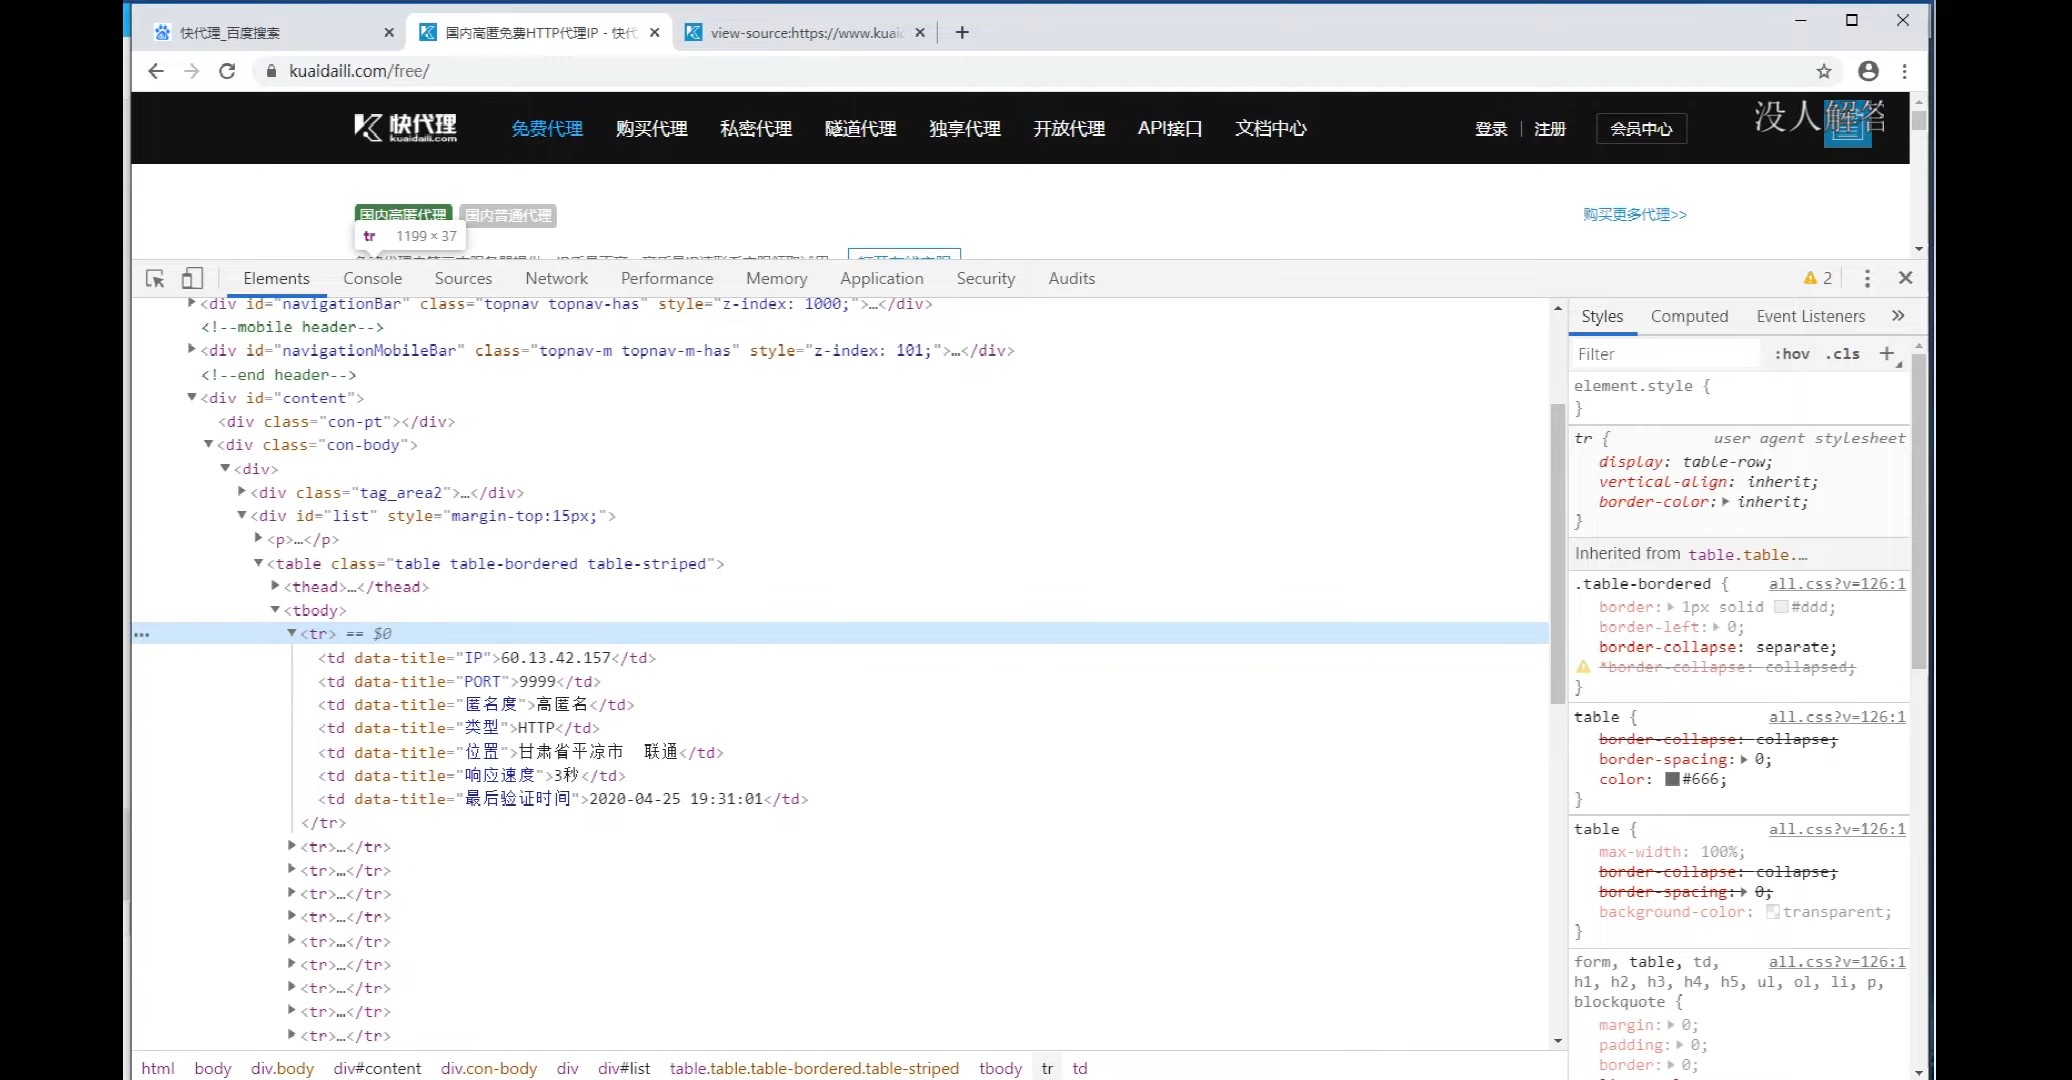 快代理_百度搜索
国内高匿免费HTTP代理IP - 快代
view-source:https://www.kuaid
kuaidaili.com/free/
快代理
kuaidaili.com
免费代理 购买代理 私密代理 隧道代理 独享代理 开放代理 API接口 文档中心
登录 | 注册 会员中心
没人解答
国内高匿代理 国内普通代理
购买更多代理>>
tr 1199 × 37
Elements Console Sources Network Performance Memory Application Security Audits
2
<div id="navigationBar" class="topnav topnav-has" style="z-index: 1000;">…</div>
<!--mobile header-->
<div id="navigationMobileBar" class="topnav-m topnav-m-has" style="z-index: 101;">…</div>
<!--end header-->
<div id="content">
<div class="con-pt"></div>
<div class="con-body">
<div>
<div class="tag_area2">…</div>
<div id="list" style="margin-top:15px;">
<p>…</p>
<table class="table table-bordered table-striped">
<thead>…</thead>
<tbody>
<tr> == $0
<td data-title="IP">60.13.42.157</td>
<td data-title="PORT">9999</td>
<td data-title="匿名度">高匿名</td>
<td data-title="类型">HTTP</td>
<td data-title="位置">甘肃省平凉市 联通</td>
<td data-title="响应速度">3秒</td>
<td data-title="最后验证时间">2020-04-25 19:31:01</td>
</tr>
<tr>…</tr>
<tr>…</tr>
<tr>…</tr>
<tr>…</tr>
<tr>…</tr>
<tr>…</tr>
<tr>…</tr>
<tr>…</tr>
<tr>…</tr>
html body div.body div#content div.con-body div div#list table.table.table-bordered.table-striped tbody tr td
Styles Computed Event Listeners »
Filter :hov .cls +
element.style {
}
tr { user agent stylesheet
display: table-row;
vertical-align: inherit;
border-color: inherit;
}
Inherited from table.table.…
.table-bordered { all.css?v=126:1
border: 1px solid #ddd;
border-left: 0;
border-collapse: separate;
*border-collapse: collapsed;
}
table { all.css?v=126:1
border-collapse: collapse;
border-spacing: 0;
color: #666;
}
table { all.css?v=126:1
max-width: 100%;
border-collapse: collapse;
border-spacing: 0;
background-color: transparent;
}
form, table, td, all.css?v=126:1
h1, h2, h3, h4, h5, ul, ol, li, p,
blockquote {
margin: 0;
padding: 0;
border: 0;